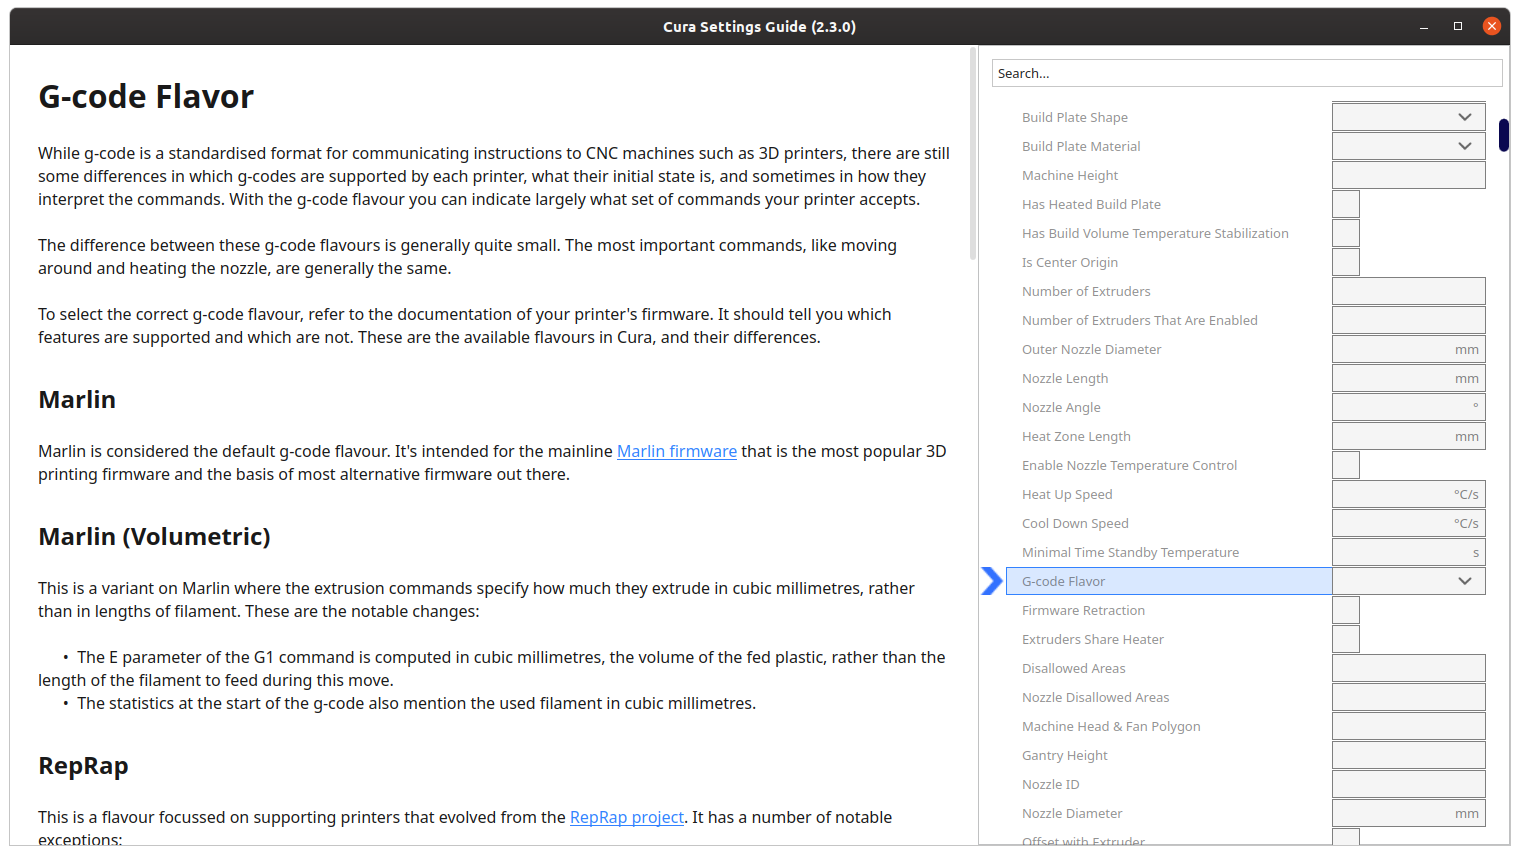 Cura Settings Guide (2.3.0)
G-code Flavor
While g-code is a standardised format for communicating instructions to CNC machines such as 3D printers, there are still
some differences in which g-codes are supported by each printer, what their initial state is, and sometimes in how they
interpret the commands. With the g-code flavour you can indicate largely what set of commands your printer accepts.
The difference between these g-code flavours is generally quite small. The most important commands, like moving
around and heating the nozzle, are generally the same.
To select the correct g-code flavour, refer to the documentation of your printer's firmware. It should tell you which
features are supported and which are not. These are the available flavours in Cura, and their differences.
Marlin
Marlin is considered the default g-code flavour. It's intended for the mainline Marlin firmware that is the most popular 3D
printing firmware and the basis of most alternative firmware out there.
Marlin (Volumetric)
This is a variant on Marlin where the extrusion commands specify how much they extrude in cubic millimetres, rather
than in lengths of filament. These are the notable changes:
• The E parameter of the G1 command is computed in cubic millimetres, the volume of the fed plastic, rather than the
length of the filament to feed during this move.
• The statistics at the start of the g-code also mention the used filament in cubic millimetres.
RepRap
This is a flavour focussed on supporting printers that evolved from the RepRap project. It has a number of notable
exceptions:
Search...
Build Plate Shape
Build Plate Material
Machine Height
Has Heated Build Plate
Has Build Volume Temperature Stabilization
Is Center Origin
Number of Extruders
Number of Extruders That Are Enabled
Outer Nozzle Diameter mm
Nozzle Length mm
Nozzle Angle °
Heat Zone Length mm
Enable Nozzle Temperature Control
Heat Up Speed °C/s
Cool Down Speed °C/s
Minimal Time Standby Temperature s
G-code Flavor
Firmware Retraction
Extruders Share Heater
Disallowed Areas
Nozzle Disallowed Areas
Machine Head & Fan Polygon
Gantry Height
Nozzle ID
Nozzle Diameter mm
Offset with Extruder